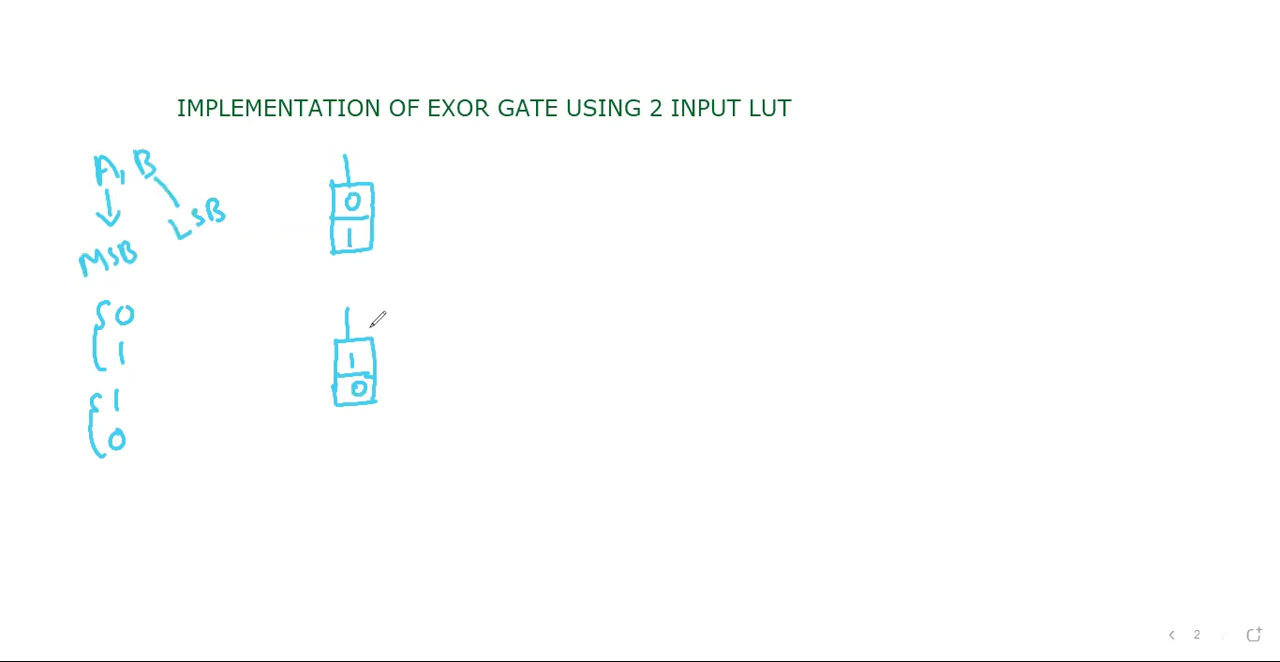 IMPLEMENTATION OF EXOR GATE USING 2 INPUT LUT
A, B
LSB
MSB
0
1
1
0
0
1
1
0
2